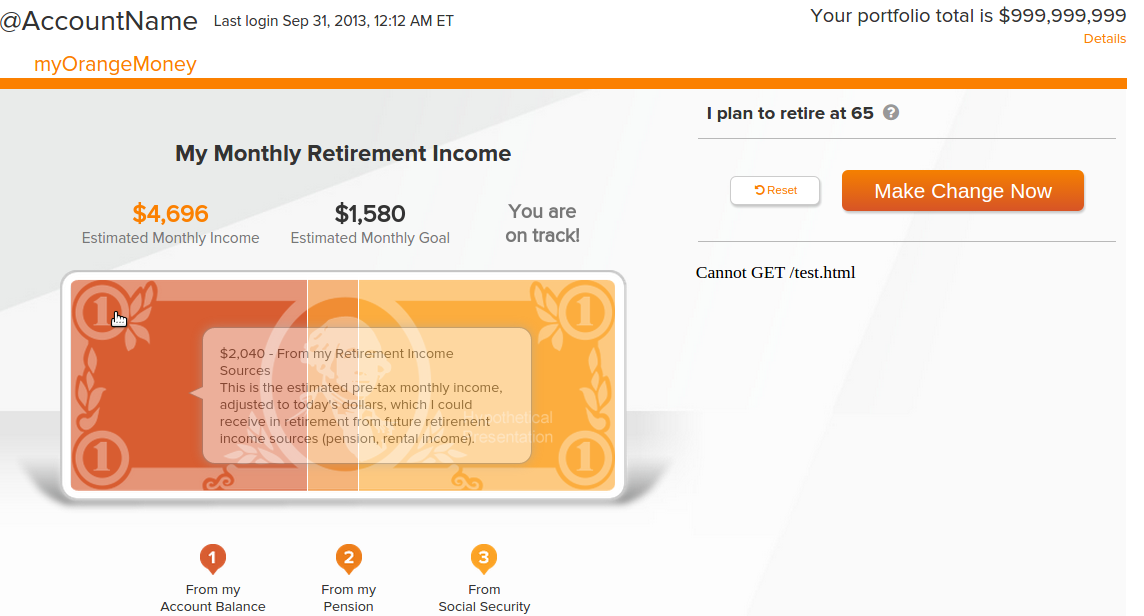 @AccountName Last login Sep 31, 2013, 12:12 AM ET
Your portfolio total is $999,999,999
Details
myOrangeMoney
I plan to retire at 65 ?
My Monthly Retirement Income
Reset
Make Change Now
$4,696
Estimated Monthly Income
$1,580
Estimated Monthly Goal
You are
on track!
Cannot GET /test.html
1
1
$2,040 - From my Retirement Income
Sources
This is the estimated pre-tax monthly income,
adjusted to today's dollars, which I could
receive in retirement from future retirement
income sources (pension, rental income).
1
1
1
From my
Account Balance
2
From my
Pension
3
From
Social Security